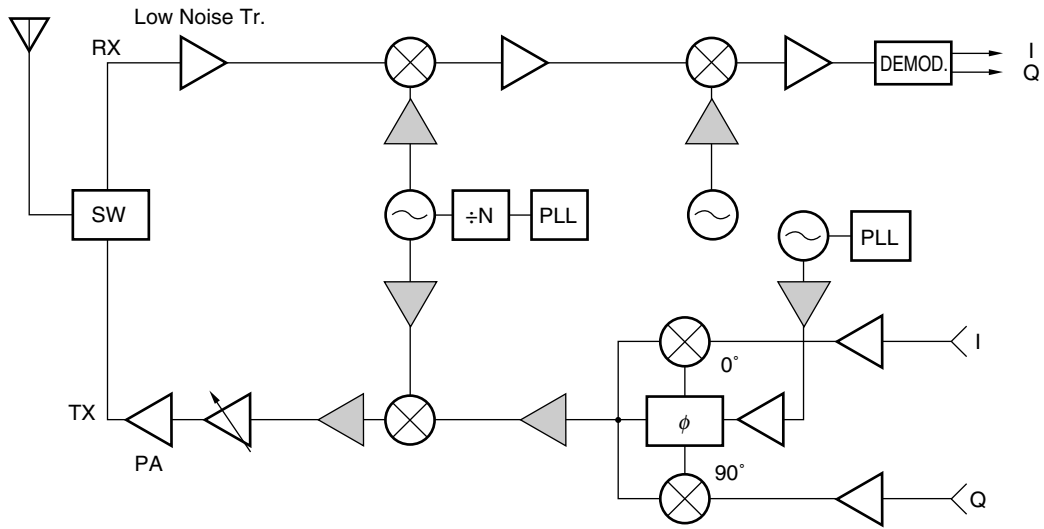 Low Noise Tr.
RX
DEMOD.
I
Q
SW
÷N
PLL
PLL
I
0°
TX
ϕ
PA
90°
Q